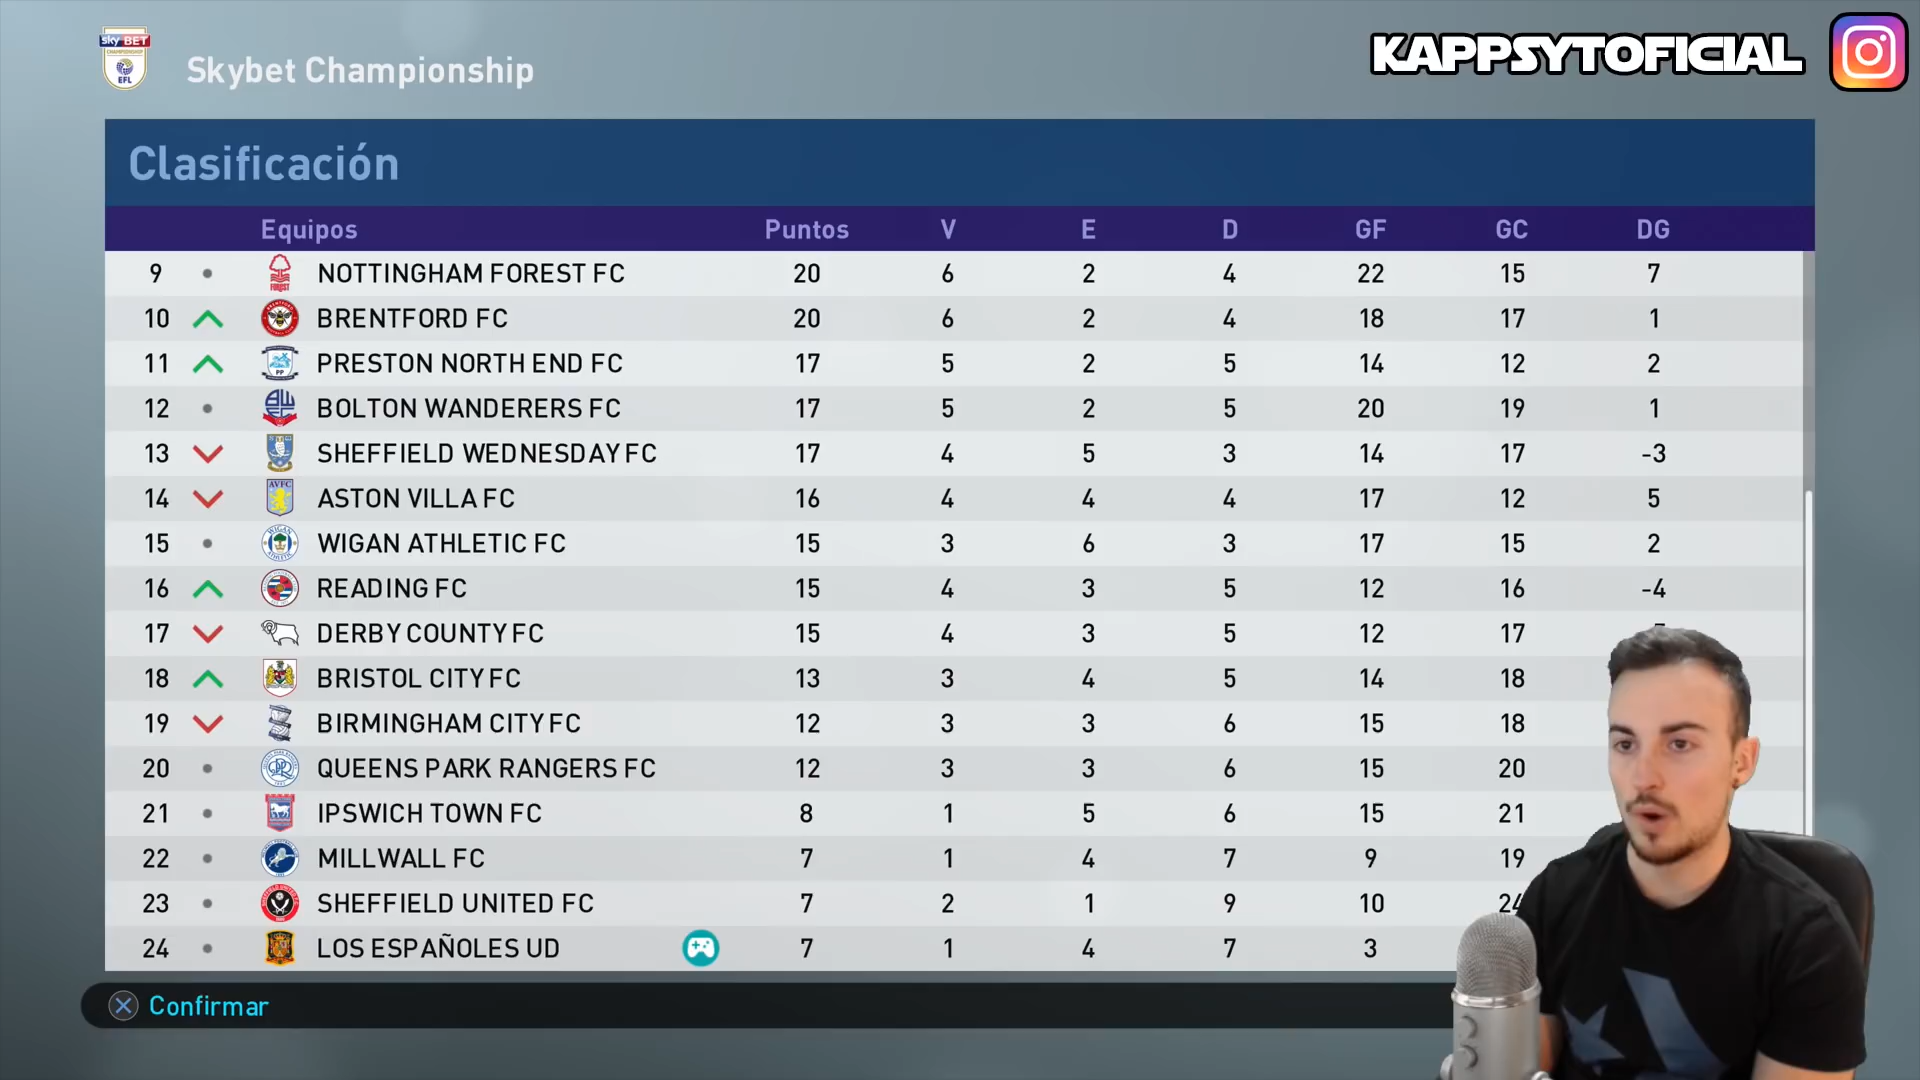 KAPPSYTOFICIAL
sky BET
CHAMPIONSHIP
EFL
Skybet Championship
Clasificación
Equipos Puntos V E D GF GC DG
9 NOTTINGHAM FOREST FC 20 6 2 4 22 15 7
10 BRENTFORD FC 20 6 2 4 18 17 1
11 PRESTON NORTH END FC 17 5 2 5 14 12 2
12 BOLTON WANDERERS FC 17 5 2 5 20 19 1
13 SHEFFIELD WEDNESDAY FC 17 4 5 3 14 17 -3
14 ASTON VILLA FC 16 4 4 4 17 12 5
15 WIGAN ATHLETIC FC 15 3 6 3 17 15 2
16 READING FC 15 4 3 5 12 16 -4
17 DERBY COUNTY FC 15 4 3 5 12 17
18 BRISTOL CITY FC 13 3 4 5 14 18
19 BIRMINGHAM CITY FC 12 3 3 6 15 18
20 QUEENS PARK RANGERS FC 12 3 3 6 15 20
21 IPSWICH TOWN FC 8 1 5 6 15 21
22 MILLWALL FC 7 1 4 7 9 19
23 SHEFFIELD UNITED FC 7 2 1 9 10 24
24 LOS ESPAÑOLES UD 7 1 4 7 3
Confirmar